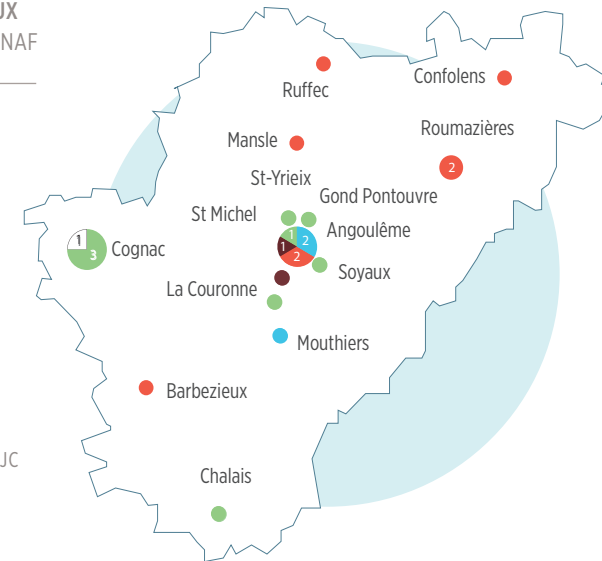 UX
NAF
Ruffec
Confolens
Mansle
Roumazières
2
St-Yrieix
Gond Pontouvre
St Michel
Angoulême
1
3
Cognac
1
2
1
2
Soyaux
La Couronne
Mouthiers
Barbezieux
JC
Chalais